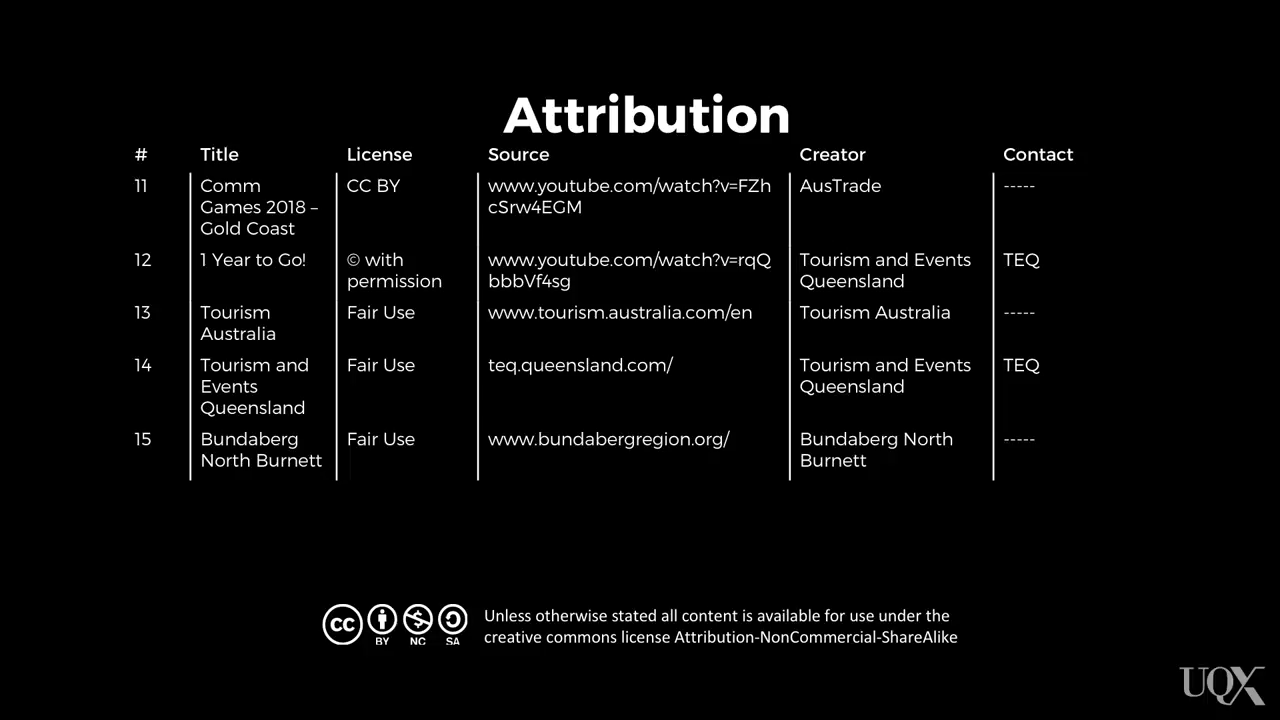 Attribution
# Title License Source Creator Contact
11 Comm CC BY www.youtube.com/watch?v=FZh AusTrade -----
Games 2018 – cSrw4EGM
Gold Coast
12 1 Year to Go! © with www.youtube.com/watch?v=rqQ Tourism and Events TEQ
permission bbbVf4sg Queensland
13 Tourism Fair Use www.tourism.australia.com/en Tourism Australia -----
Australia
14 Tourism and Fair Use teq.queensland.com/ Tourism and Events TEQ
Events Queensland
Queensland
15 Bundaberg Fair Use www.bundabergregion.org/ Bundaberg North -----
North Burnett Burnett
cc BY NC SA
Unless otherwise stated all content is available for use under the
creative commons license Attribution-NonCommercial-ShareAlike
UQX